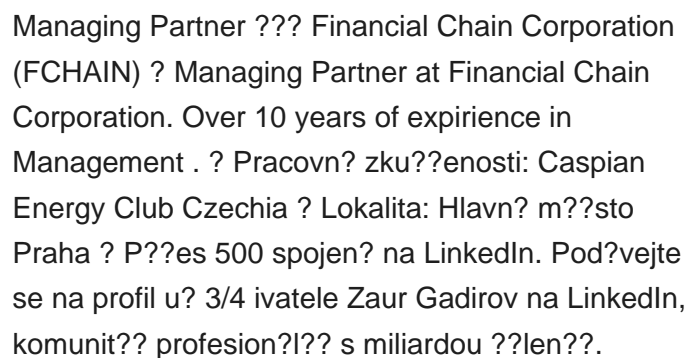 Managing Partner ??? Financial Chain Corporation
(FCHAIN) ? Managing Partner at Financial Chain
Corporation. Over 10 years of expirience in
Management . ? Pracovn? zku??enosti: Caspian
Energy Club Czechia ? Lokalita: Hlavn? m??sto
Praha ? P??es 500 spojen? na LinkedIn. Pod?vejte
se na profil u? 3/4 ivatele Zaur Gadirov na LinkedIn,
komunit?? profesion?l?? s miliardou ??len??.